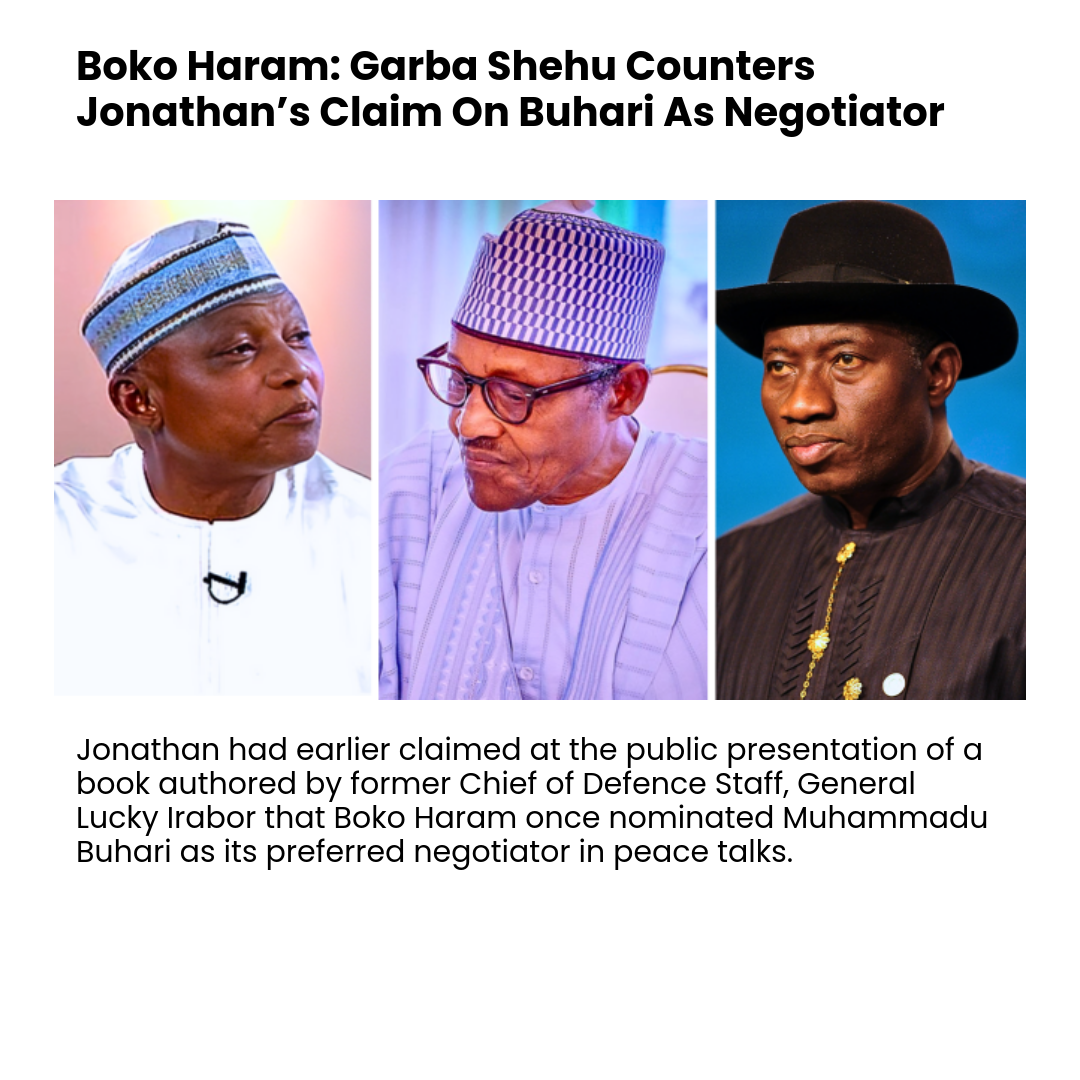 Boko Haram: Garba Shehu Counters
Jonathan’s Claim On Buhari As Negotiator
Jonathan had earlier claimed at the public presentation of a
book authored by former Chief of Defence Staff, General
Lucky Irabor that Boko Haram once nominated Muhammadu
Buhari as its preferred negotiator in peace talks.